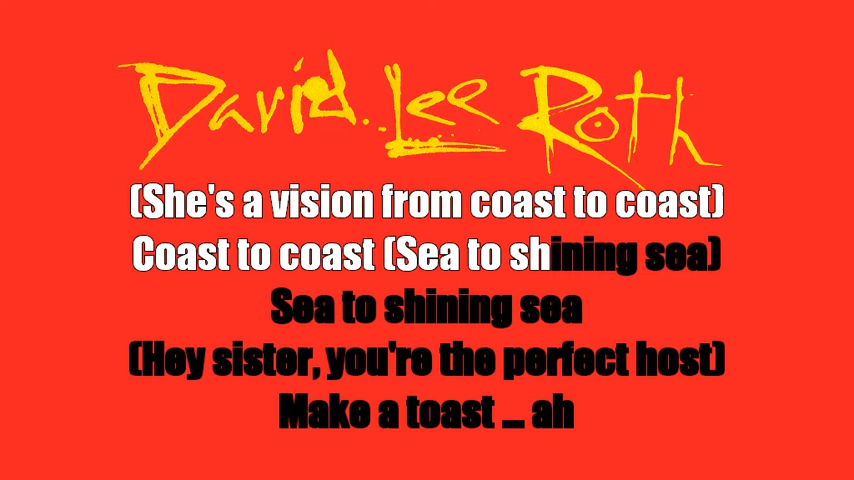 David Lee Roth
(She's a vision from coast to coast)
Coast to coast (Sea to shining sea)
Sea to shining sea
(Hey sister, you're the perfect host)
Make a toast ... ah